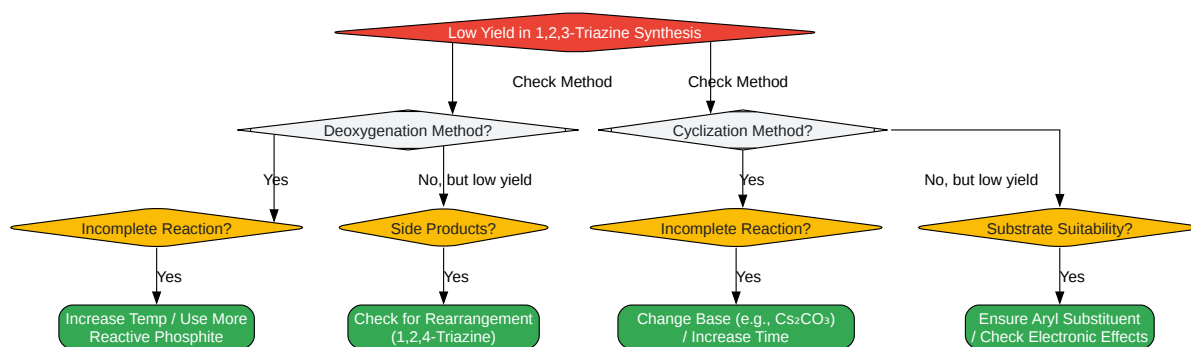 Low Yield in 1,2,3-Triazine Synthesis
Check Method
Check Method
Deoxygenation Method?
Cyclization Method?
Yes
No, but low yield
Yes
No, but low yield
Incomplete Reaction?
Side Products?
Incomplete Reaction?
Substrate Suitability?
Yes
Yes
Yes
Yes
Increase Temp / Use More
Reactive Phosphite
Check for Rearrangement
(1,2,4-Triazine)
Change Base (e.g., Cs₂CO₃)
/ Increase Time
Ensure Aryl Substituent
/ Check Electronic Effects